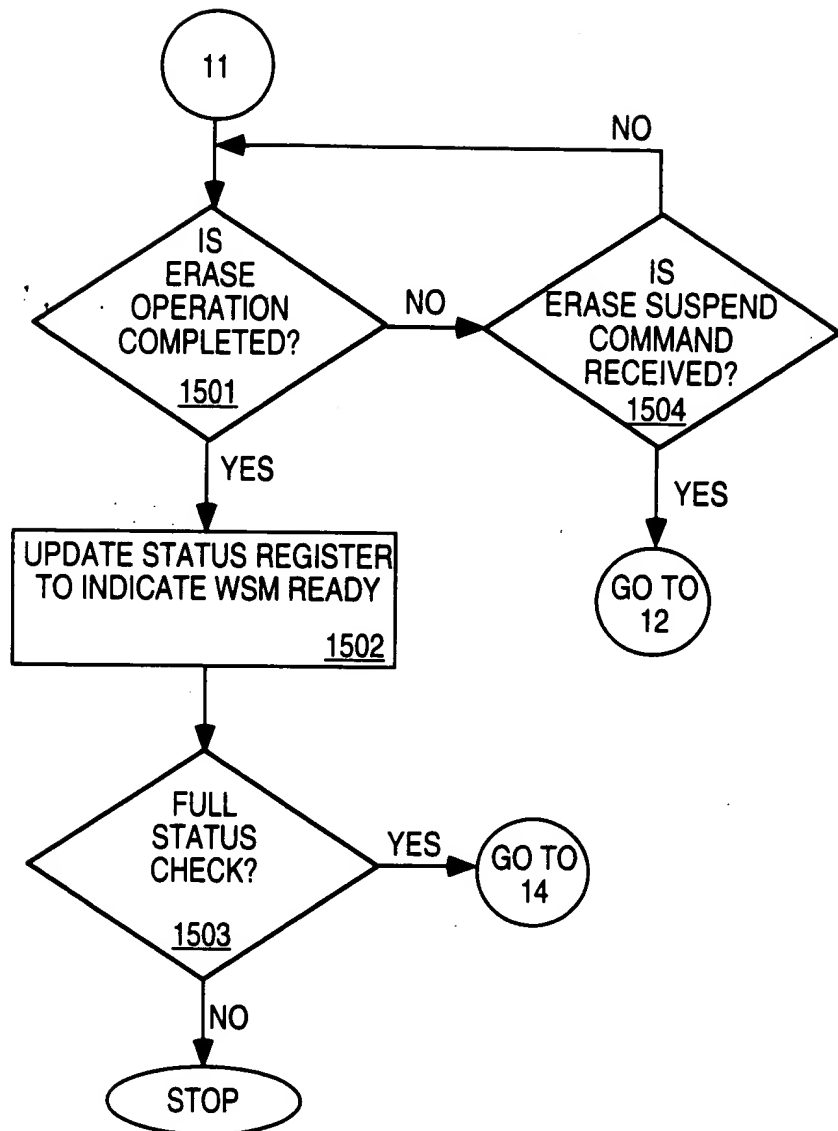 11
NO
IS
ERASE
OPERATION
COMPLETED?
1501
NO
IS
ERASE SUSPEND
COMMAND
RECEIVED?
1504
YES
YES
UPDATE STATUS REGISTER
TO INDICATE WSM READY
1502
GO TO
12
FULL
STATUS
CHECK?
1503
YES
GO TO
14
NO
STOP